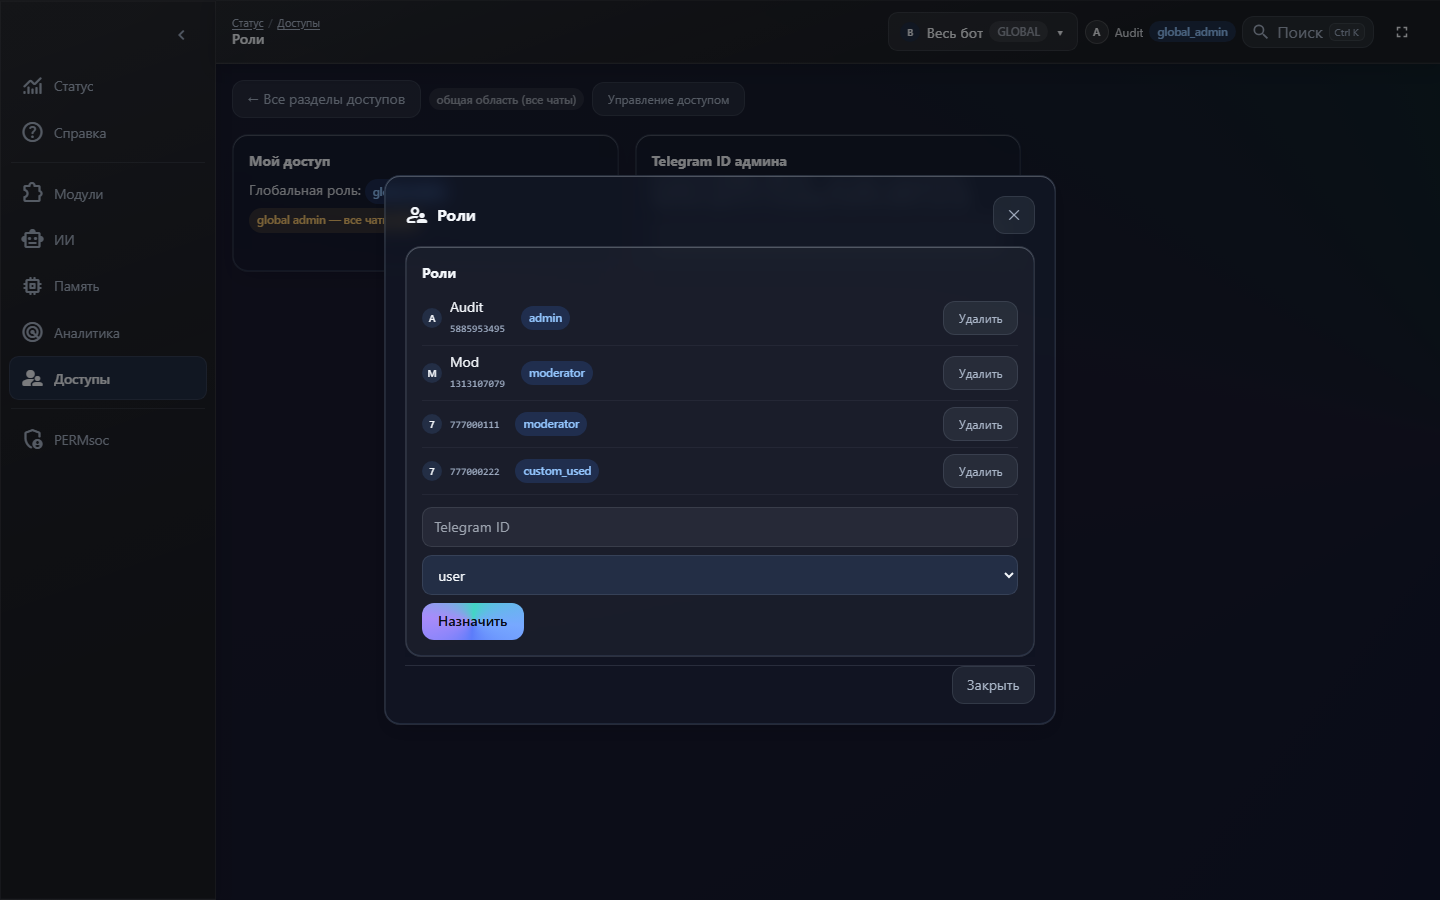 Статус / Доступы
Роли
B Весь бот GLOBAL ▾
A Audit global_admin
Поиск Ctrl K
Статус
Справка
Модули
ИИ
Память
Аналитика
Доступы
PERMsoc
← Все разделы доступов
общая область (все чаты)
Управление доступом
Мой доступ
Глобальная роль:
global admin — все
Telegram ID админа
Роли
Роли
A Audit
5885953495
admin
Удалить
M Mod
1313107079
moderator
Удалить
7 777000111 moderator Удалить
7 777000222 custom_used Удалить
Telegram ID
user
Назначить
Закрыть